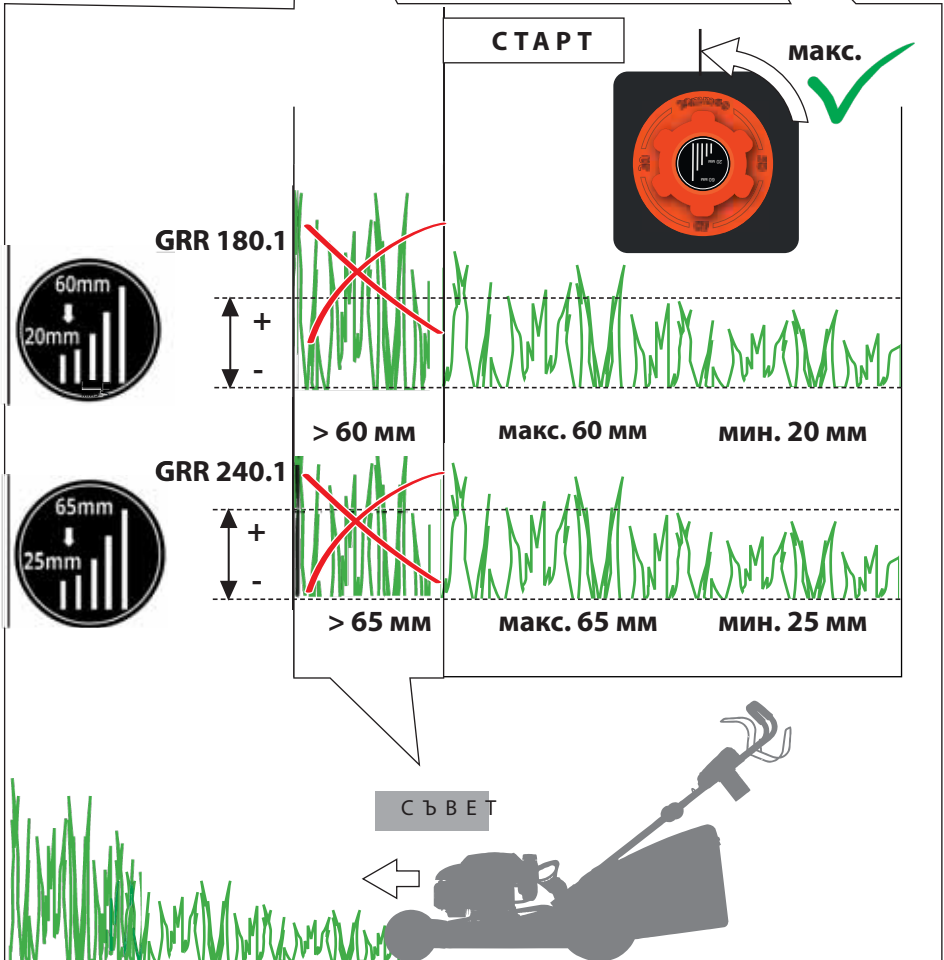 СТАРТ
макс.
GRR 180.1
60mm
20mm
+
-
> 60 мм
макс. 60 мм
мин. 20 мм
GRR 240.1
65mm
25mm
+
-
> 65 мм
макс. 65 мм
мин. 25 мм
СЪВЕТ